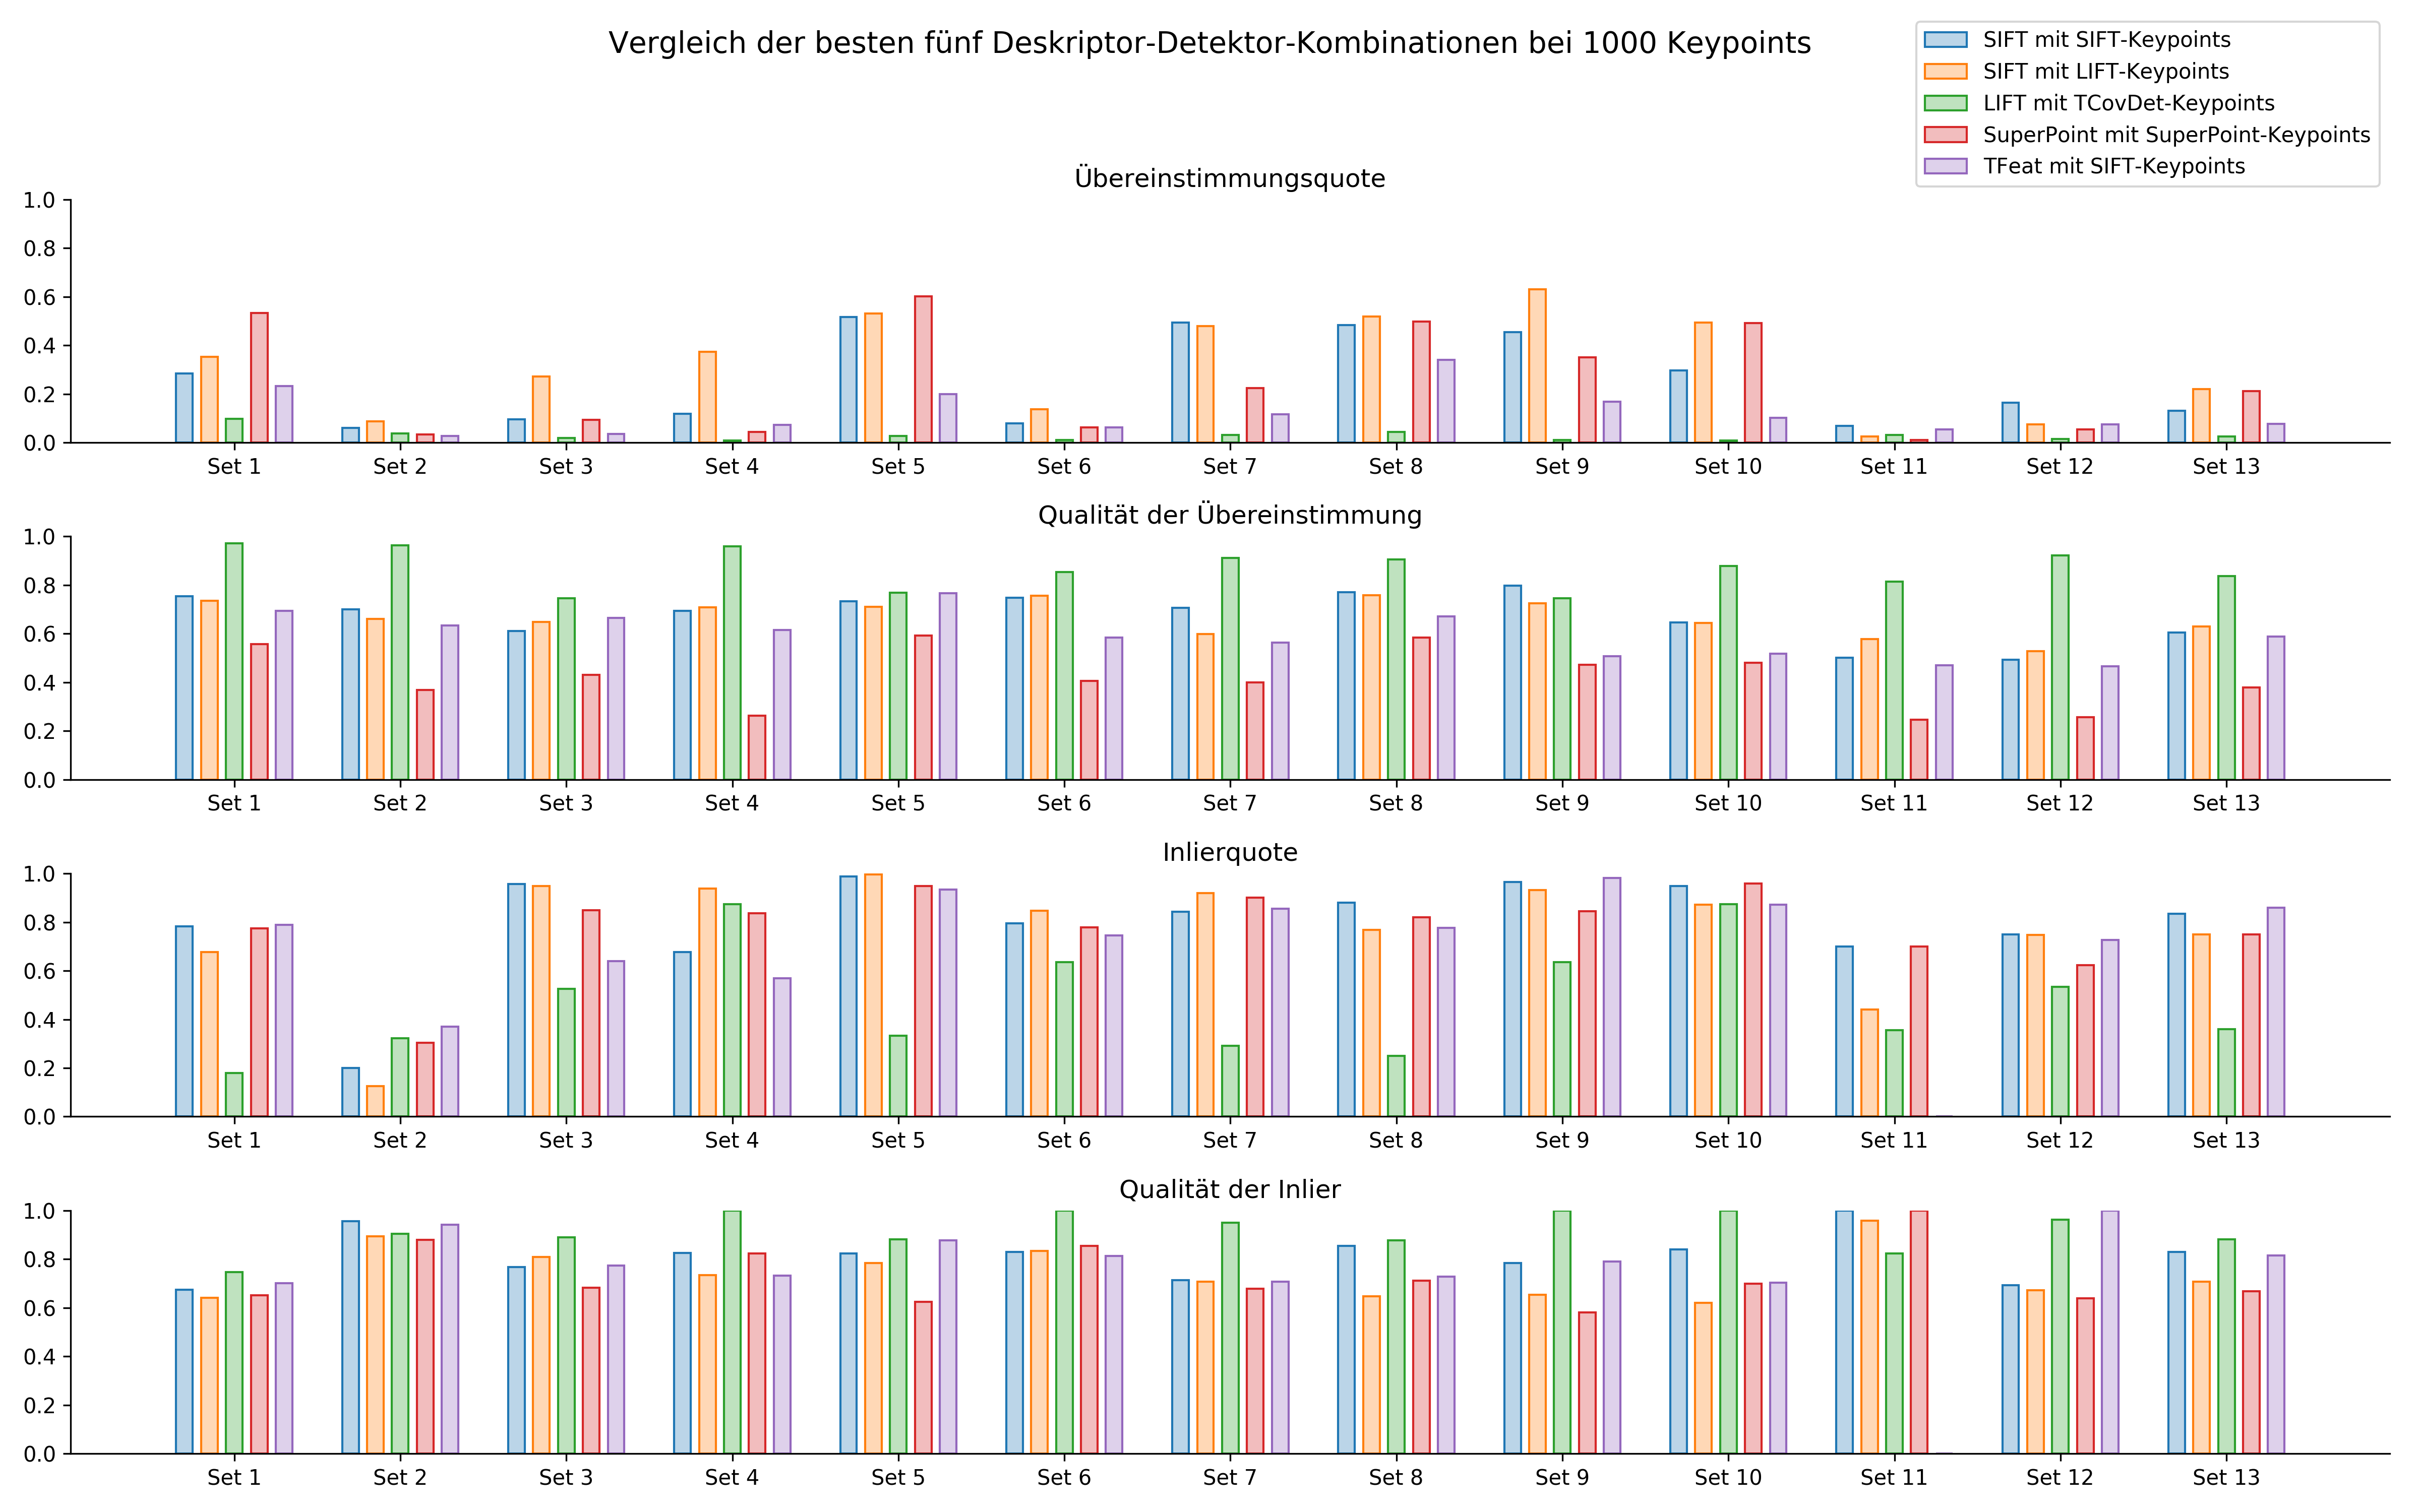 Vergleich der besten fünf Deskriptor-Detektor-Kombinationen bei 1000 Keypoints
SIFT mit SIFT-Keypoints
SIFT mit LIFT-Keypoints
LIFT mit TCovDet-Keypoints
SuperPoint mit SuperPoint-Keypoints
TFeat mit SIFT-Keypoints
Übereinstimmungsquote
1.0
0.8
0.6
0.4
0.2
0.0
Set 1 Set 2 Set 3 Set 4 Set 5 Set 6 Set 7 Set 8 Set 9 Set 10 Set 11 Set 12 Set 13
Qualität der Übereinstimmung
1.0
0.8
0.6
0.4
0.2
0.0
Set 1 Set 2 Set 3 Set 4 Set 5 Set 6 Set 7 Set 8 Set 9 Set 10 Set 11 Set 12 Set 13
Inlierquote
1.0
0.8
0.6
0.4
0.2
0.0
Set 1 Set 2 Set 3 Set 4 Set 5 Set 6 Set 7 Set 8 Set 9 Set 10 Set 11 Set 12 Set 13
Qualität der Inlier
1.0
0.8
0.6
0.4
0.2
0.0
Set 1 Set 2 Set 3 Set 4 Set 5 Set 6 Set 7 Set 8 Set 9 Set 10 Set 11 Set 12 Set 13